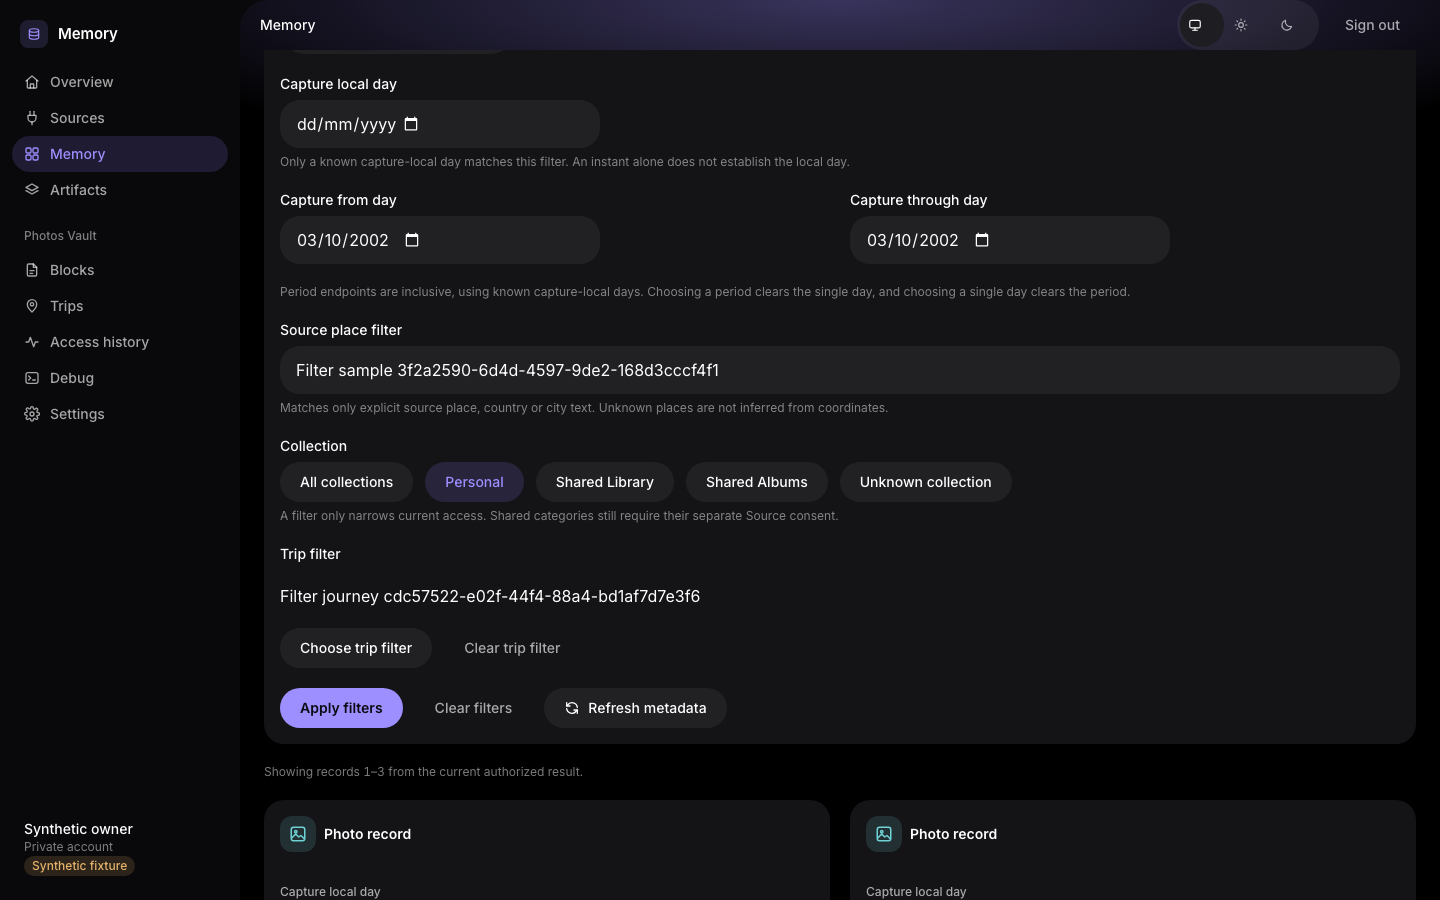 Memory
Overview
Sources
Memory
Artifacts
Photos Vault
Blocks
Trips
Access history
Debug
Settings
Synthetic owner
Private account
Synthetic fixture
Memory
Sign out
Capture local day
dd/mm/yyyy
Only a known capture-local day matches this filter. An instant alone does not establish the local day.
Capture from day
03/10/2002
Capture through day
03/10/2002
Period endpoints are inclusive, using known capture-local days. Choosing a period clears the single day, and choosing a single day clears the period.
Source place filter
Filter sample 3f2a2590-6d4d-4597-9de2-168d3cccf4f1
Matches only explicit source place, country or city text. Unknown places are not inferred from coordinates.
Collection
All collections
Personal
Shared Library
Shared Albums
Unknown collection
A filter only narrows current access. Shared categories still require their separate Source consent.
Trip filter
Filter journey cdc57522-e02f-44f4-88a4-bd1af7d7e3f6
Choose trip filter
Clear trip filter
Apply filters
Clear filters
Refresh metadata
Showing records 1–3 from the current authorized result.
Photo record
Capture local day
Photo record
Capture local day